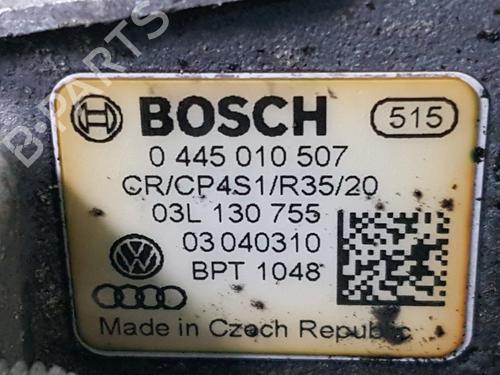 B-PARTS
BOSCH 515
0 445 010 507
CR/CP4S1/R35/20
03L 130 755
03 040310
BPT 1048
Made in Czech Republic